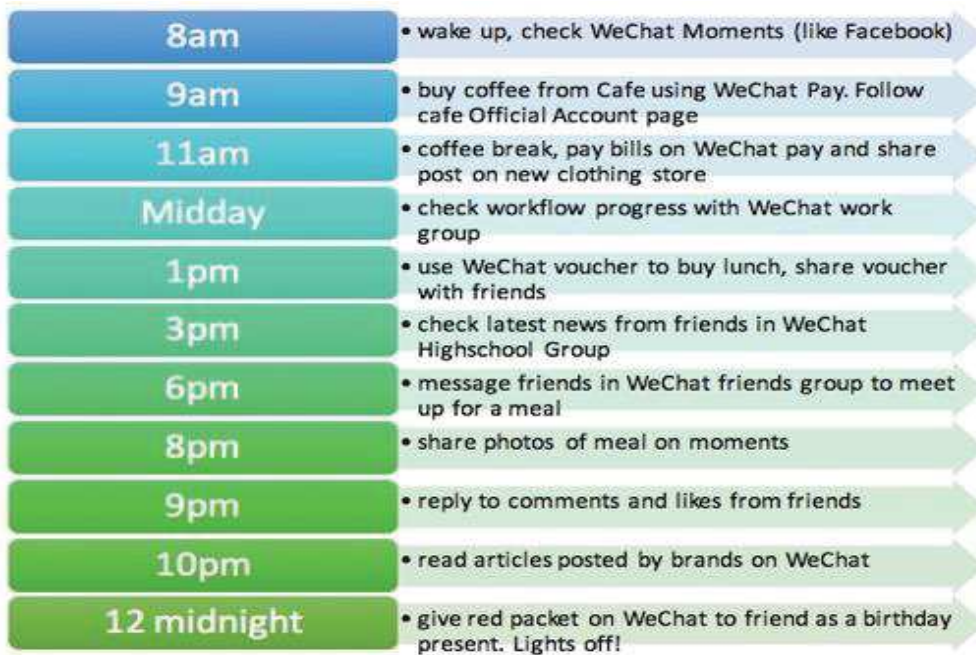 8am
• wake up, check WeChat Moments (like Facebook)
9am
• buy coffee from Cafe using WeChat Pay. Follow
cafe Official Account page
11am
• coffee break, pay bills on WeChat pay and share
post on new clothing store
Midday
• check workflow progress with WeChat work
group
1pm
• use WeChat voucher to buy lunch, share voucher
with friends
3pm
• check latest news from friends in WeChat
Highschool Group
6pm
• message friends in WeChat friends group to meet
up for a meal
8pm
• share photos of meal on moments
9pm
• reply to comments and likes from friends
10pm
• read articles posted by brands on WeChat
12 midnight
• give red packet on WeChat to friend as a birthday
present. Lights off!